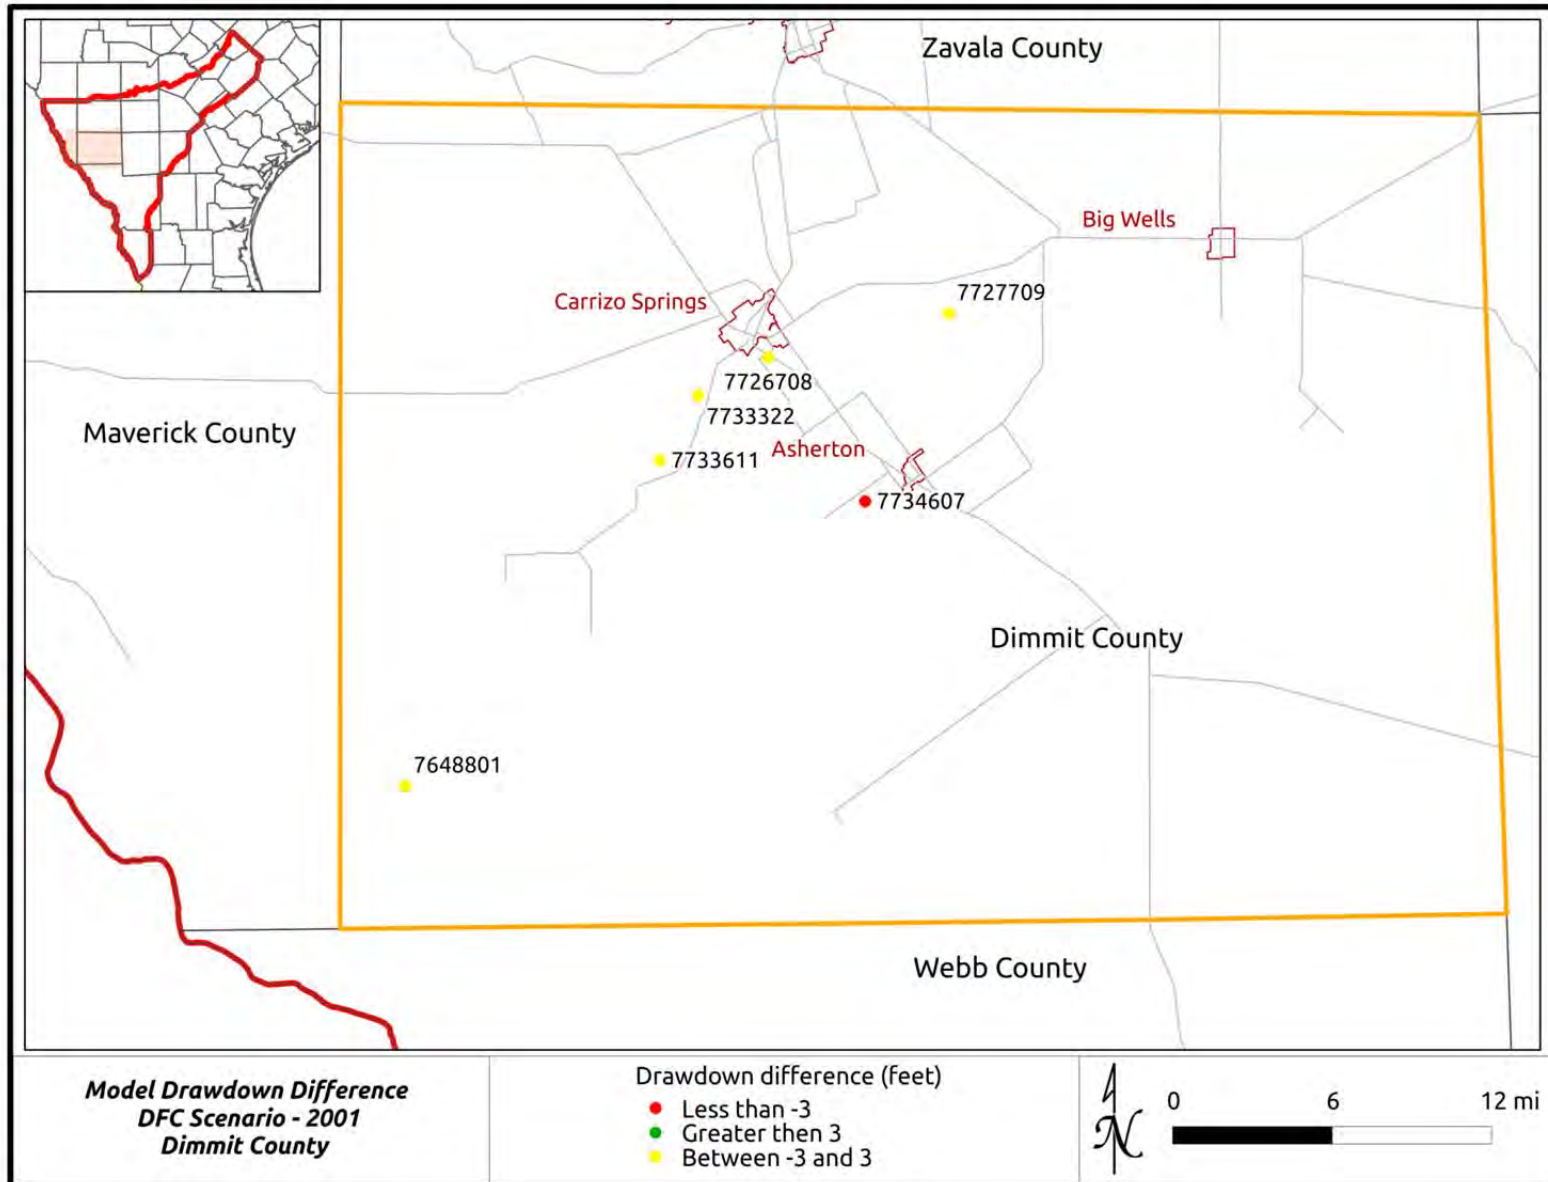 Zavala County
Big Wells
7727709
Carrizo Springs
7726708
7733322
Maverick County
Asherton
7733611
7734607
Dimmit County
7648801
Webb County
Model Drawdown Difference
DFC Scenario - 2001
Dimmit County
Drawdown difference (feet)
Less than -3
Greater then 3
Between -3 and 3
N
0 6 12 mi